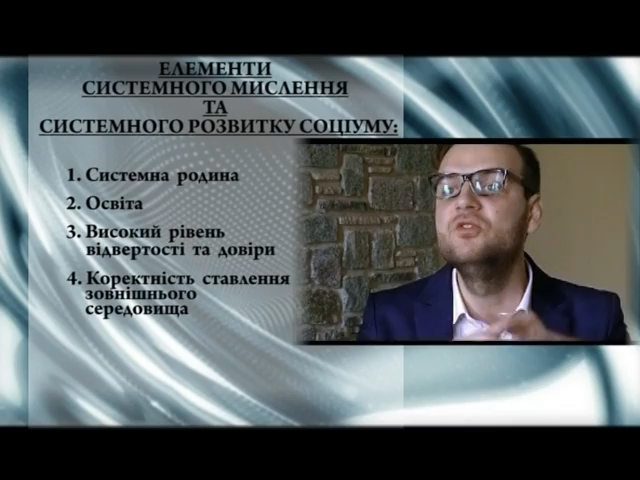 ЕЛЕМЕНТИ
СИСТЕМНОГО МИСЛЕННЯ
ТА
СИСТЕМНОГО РОЗВИТКУ СОЦІУМУ:
1. Системна родина
2. Освіта
3. Високий рівень
відвертості та довіри
4. Коректність ставлення
зовнішнього
середовища